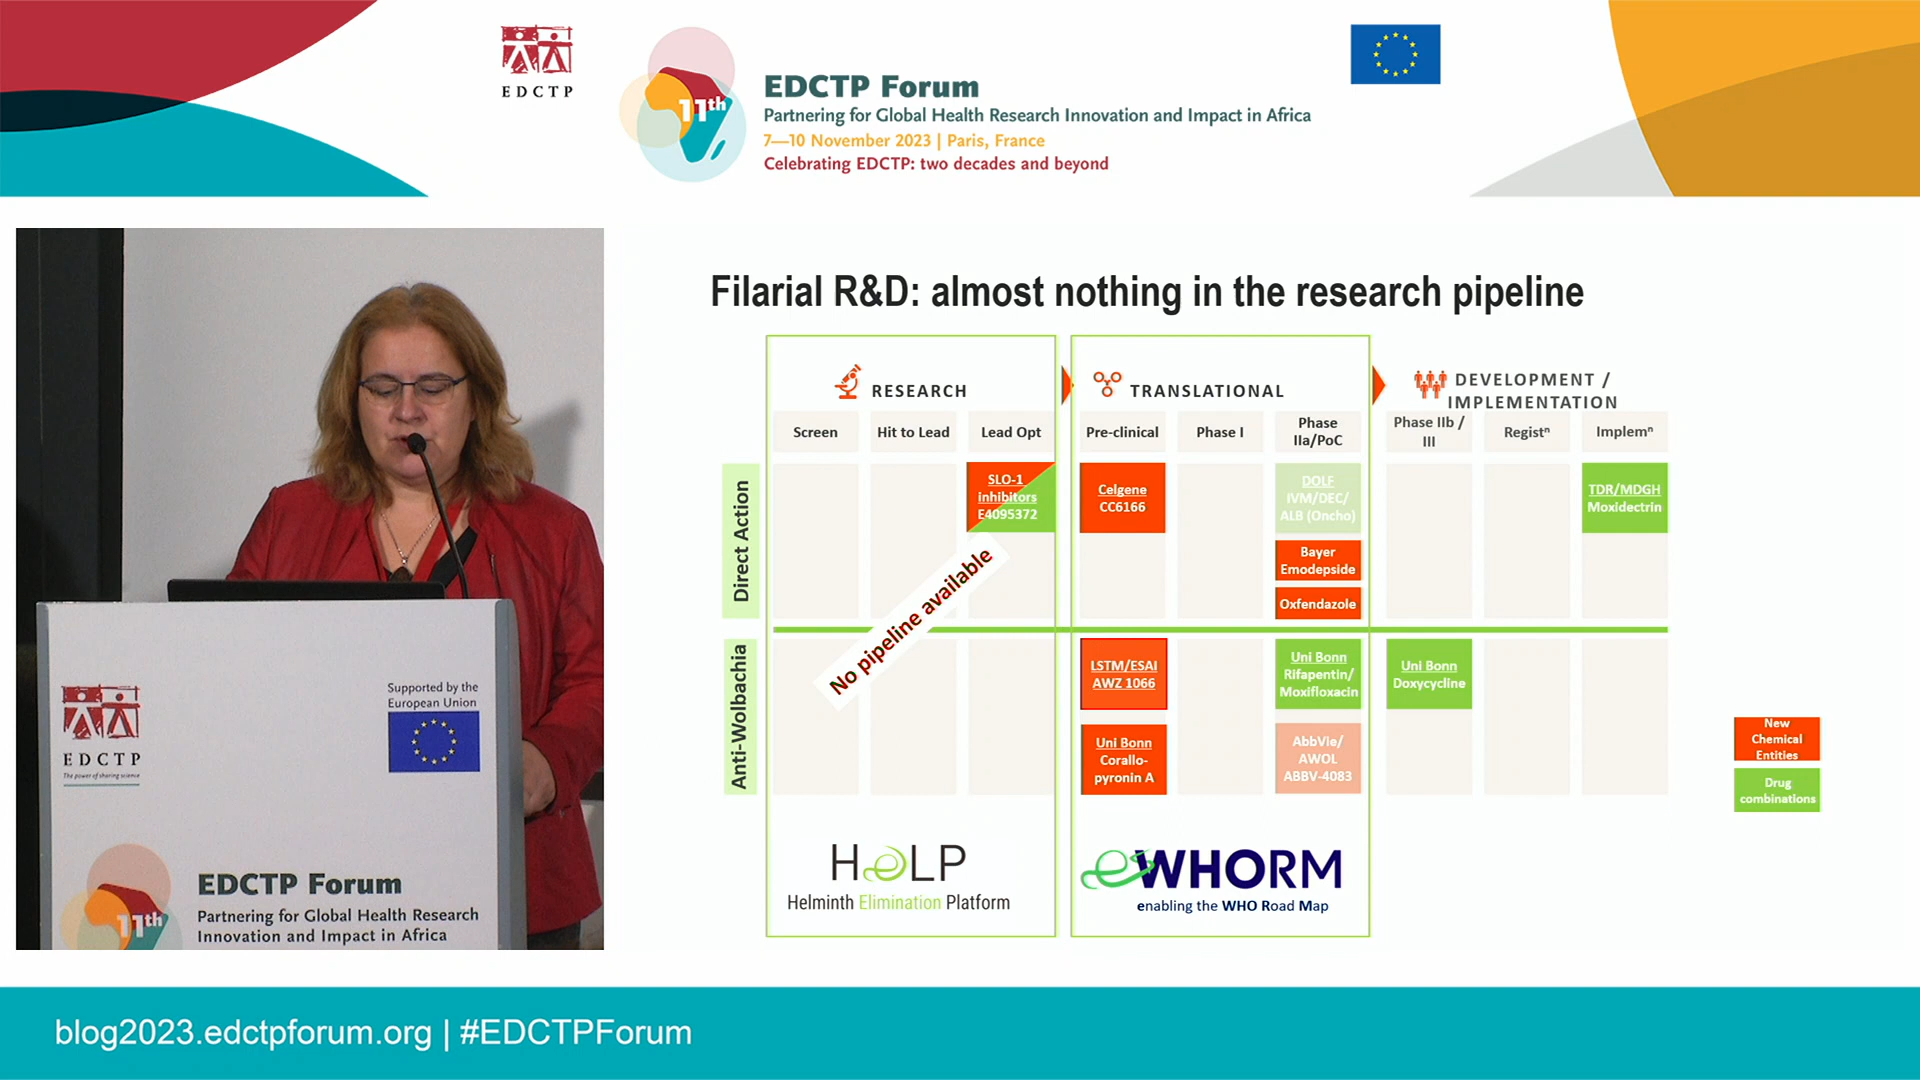 EDCTP
11th
EDCTP Forum
Partnering for Global Health Research Innovation and Impact in Africa
7—10 November 2023 | Paris, France
Celebrating EDCTP: two decades and beyond
Supported by the
European Union
EDCTP
The power of sharing science
11th
EDCTP Forum
Partnering for Global Health Research
Innovation and Impact in Africa
Filarial R&D: almost nothing in the research pipeline
RESEARCH
TRANSLATIONAL
DEVELOPMENT /
IMPLEMENTATION
Screen
Hit to Lead
Lead Opt
Pre-clinical
Phase I
Phase
IIa/PoC
Phase IIb /
III
Registⁿ
Implemⁿ
Direct Action
SLO-1
inhibitors
E4095372
Celgene
CC6166
DOLF
IVM/DEC/
ALB (Oncho)
Bayer
Emodepside
Oxfendazole
TDR/MDGH
Moxidectrin
No pipeline available
Anti-Wolbachia
LSTM/ESAI
AWZ 1066
Uni Bonn
Corallo-
pyronin A
Uni Bonn
Rifapentin/
Moxifloxacin
AbbVie/
AWOL
ABBV-4083
Uni Bonn
Doxycycline
New
Chemical
Entities
Drug
combinations
HeLP
Helminth Elimination Platform
eWHORM
enabling the WHO Road Map
blog2023.edctpforum.org | #EDCTPForum